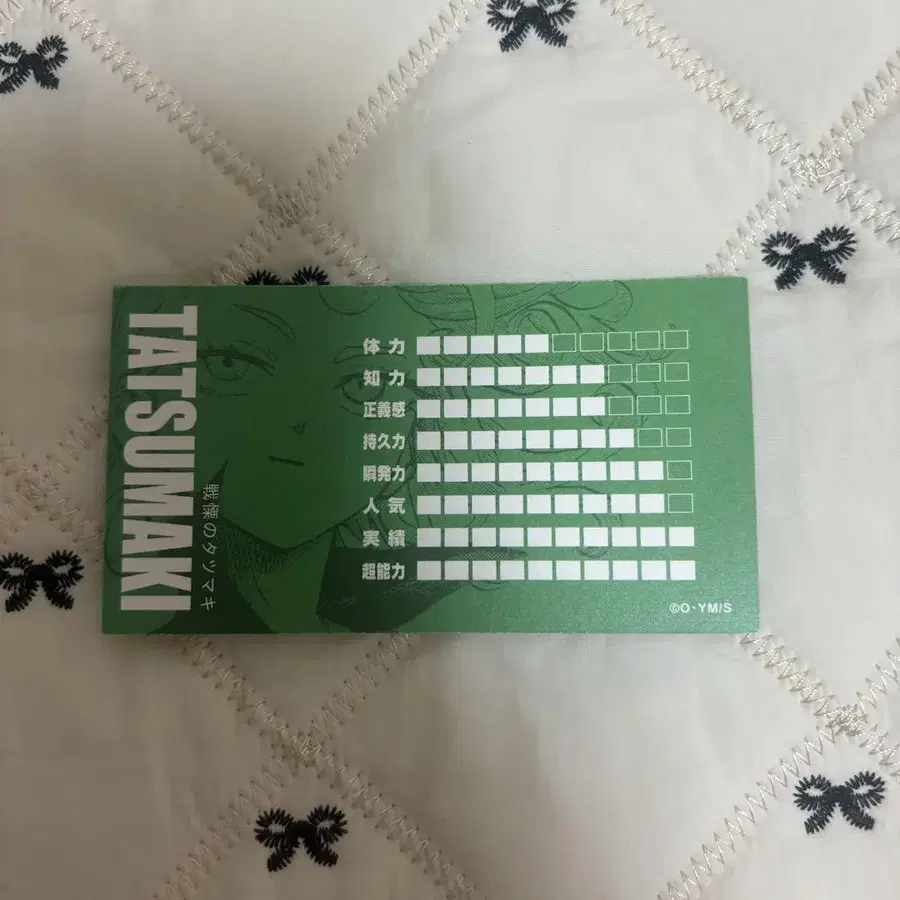 TATSUMAKI
戦慄のタツマキ
体力
知力
正義感
持久力
瞬発力
人気
実績
超能力
©O・YM/S